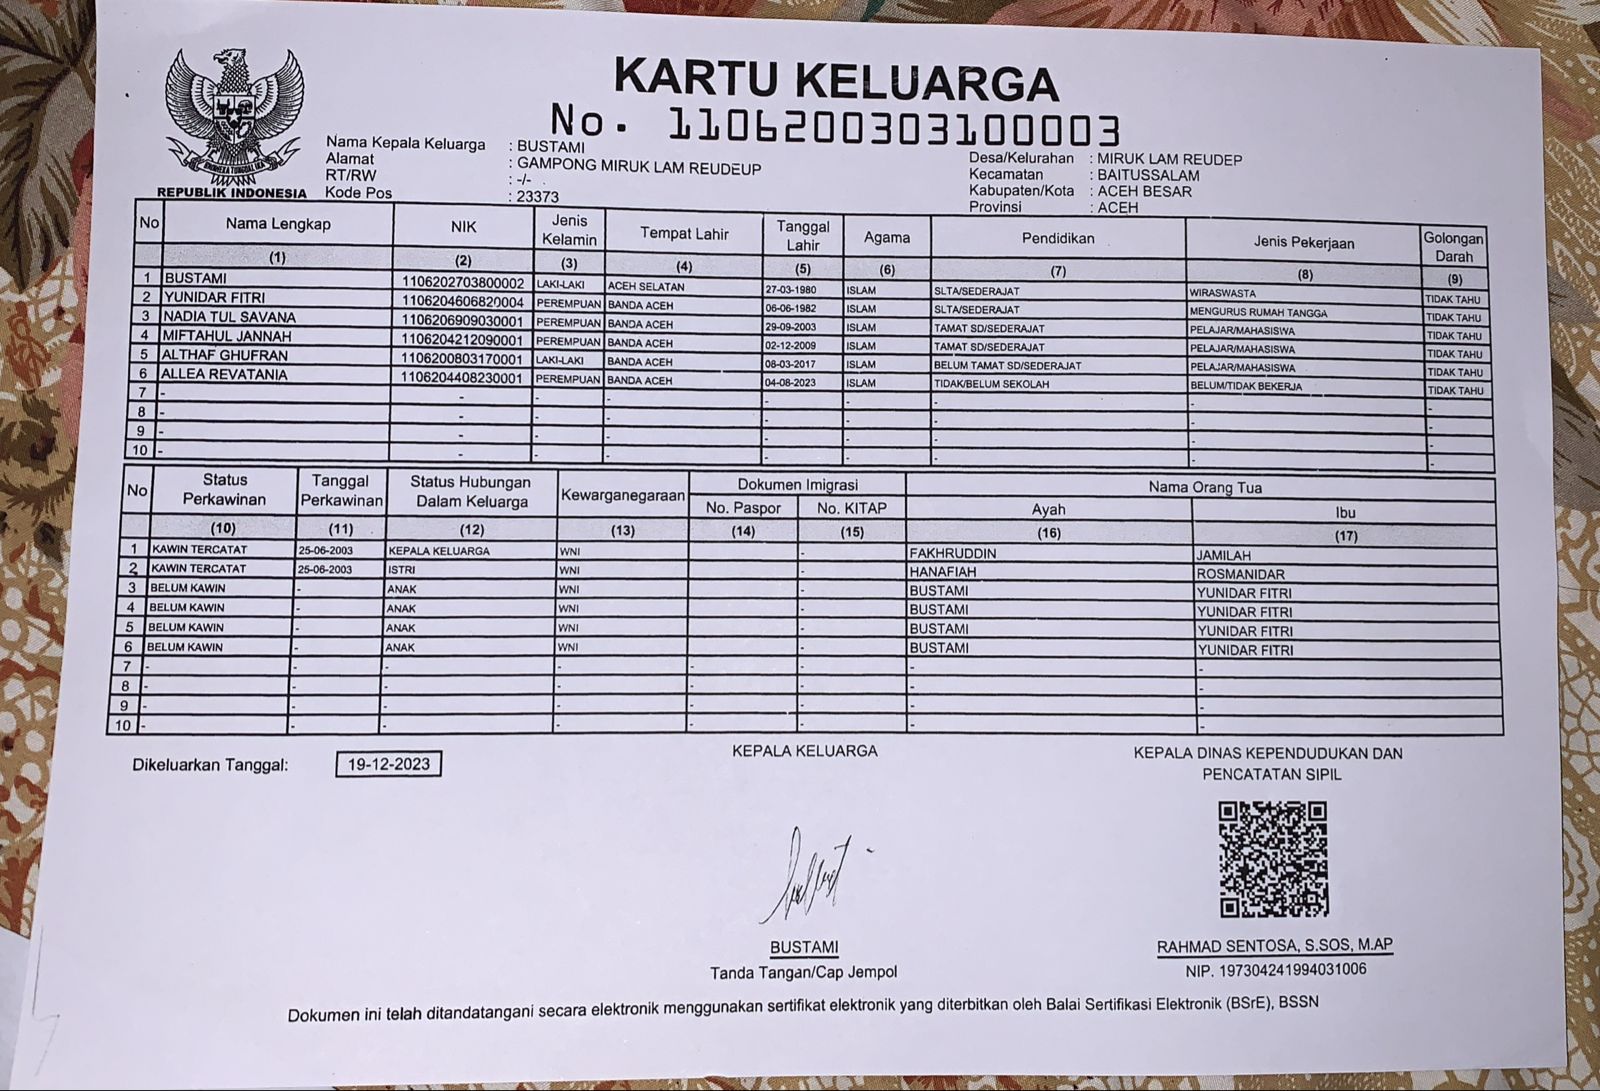 KARTU KELUARGA
No. 1106200303100003
Nama Kepala Keluarga : BUSTAMI
Alamat : GAMPONG MIRUK LAM REUDEUP
RT/RW : -/-
Kode Pos : 23373
Desa/Kelurahan : MIRUK LAM REUDEP
Kecamatan : BAITUSSALAM
Kabupaten/Kota : ACEH BESAR
Provinsi : ACEH
BHINNEKA TUNGGAL IKA
REPUBLIK INDONESIA
No Nama Lengkap NIK Jenis Kelamin Tempat Lahir Tanggal Lahir Agama Pendidikan Jenis Pekerjaan Golongan Darah
(1) (2) (3) (4) (5) (6) (7) (8) (9)
1 BUSTAMI 1106202703800002 LAKI-LAKI ACEH SELATAN 27-03-1980 ISLAM SLTA/SEDERAJAT WIRASWASTA TIDAK TAHU
2 YUNIDAR FITRI 1106204606820004 PEREMPUAN BANDA ACEH 06-06-1982 ISLAM SLTA/SEDERAJAT MENGURUS RUMAH TANGGA TIDAK TAHU
3 NADIA TUL SAVANA 1106206909030001 PEREMPUAN BANDA ACEH 29-09-2003 ISLAM TAMAT SD/SEDERAJAT PELAJAR/MAHASISWA TIDAK TAHU
4 MIFTAHUL JANNAH 1106204212090001 PEREMPUAN BANDA ACEH 02-12-2009 ISLAM TAMAT SD/SEDERAJAT PELAJAR/MAHASISWA TIDAK TAHU
5 ALTHAF GHUFRAN 1106200803170001 LAKI-LAKI BANDA ACEH 08-03-2017 ISLAM BELUM TAMAT SD/SEDERAJAT PELAJAR/MAHASISWA TIDAK TAHU
6 ALLEA REVATANIA 1106204408230001 PEREMPUAN BANDA ACEH 04-08-2023 ISLAM TIDAK/BELUM SEKOLAH BELUM/TIDAK BEKERJA TIDAK TAHU
7 - - - - - - - - -
8 - - - - - - - - -
9 - - - - - - - - -
10 - - - - - - - - -
No Status Perkawinan Tanggal Perkawinan Status Hubungan Dalam Keluarga Kewarganegaraan Dokumen Imigrasi Nama Orang Tua
No. Paspor No. KITAP Ayah Ibu
(10) (11) (12) (13) (14) (15) (16) (17)
1 KAWIN TERCATAT 25-06-2003 KEPALA KELUARGA WNI - FAKHRUDDIN JAMILAH
2 KAWIN TERCATAT 25-06-2003 ISTRI WNI - HANAFIAH ROSMANIDAR
3 BELUM KAWIN - ANAK WNI - BUSTAMI YUNIDAR FITRI
4 BELUM KAWIN - ANAK WNI - BUSTAMI YUNIDAR FITRI
5 BELUM KAWIN - ANAK WNI - BUSTAMI YUNIDAR FITRI
6 BELUM KAWIN - ANAK WNI - BUSTAMI YUNIDAR FITRI
7 - - - - - - - -
8 - - - - - - - -
9 - - - - - - - -
10 - - - - - - - -
Dikeluarkan Tanggal: 19-12-2023
KEPALA KELUARGA
KEPALA DINAS KEPENDUDUKAN DAN
PENCATATAN SIPIL
BUSTAMI
Tanda Tangan/Cap Jempol
RAHMAD SENTOSA, S.SOS, M.AP
NIP. 197304241994031006
Dokumen ini telah ditandatangani secara elektronik menggunakan sertifikat elektronik yang diterbitkan oleh Balai Sertifikasi Elektronik (BSrE), BSSN